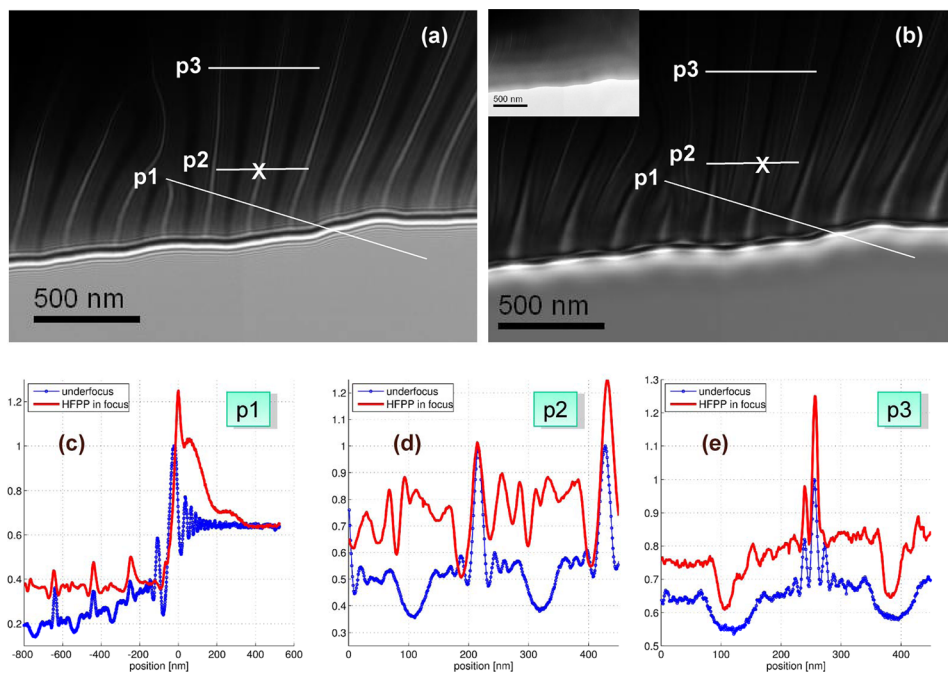 (a)
p3
p2
X
p1
500 nm
500 nm
(b)
p3
p2
X
p1
500 nm
underfocus
HFPP in focus
p1
(c)
1.2
1
0.8
0.6
0.4
0.2
-800 -600 -400 -200 0 200 400 600
position [nm]
underfocus
HFPP in focus
p2
(d)
1.2
1.1
1
0.9
0.8
0.7
0.6
0.5
0.4
0.3
0 100 200 300 400
position [nm]
underfocus
HFPP in focus
p3
(e)
1.3
1.2
1.1
1
0.9
0.8
0.7
0.6
0.5
0 100 200 300 400
position [nm]